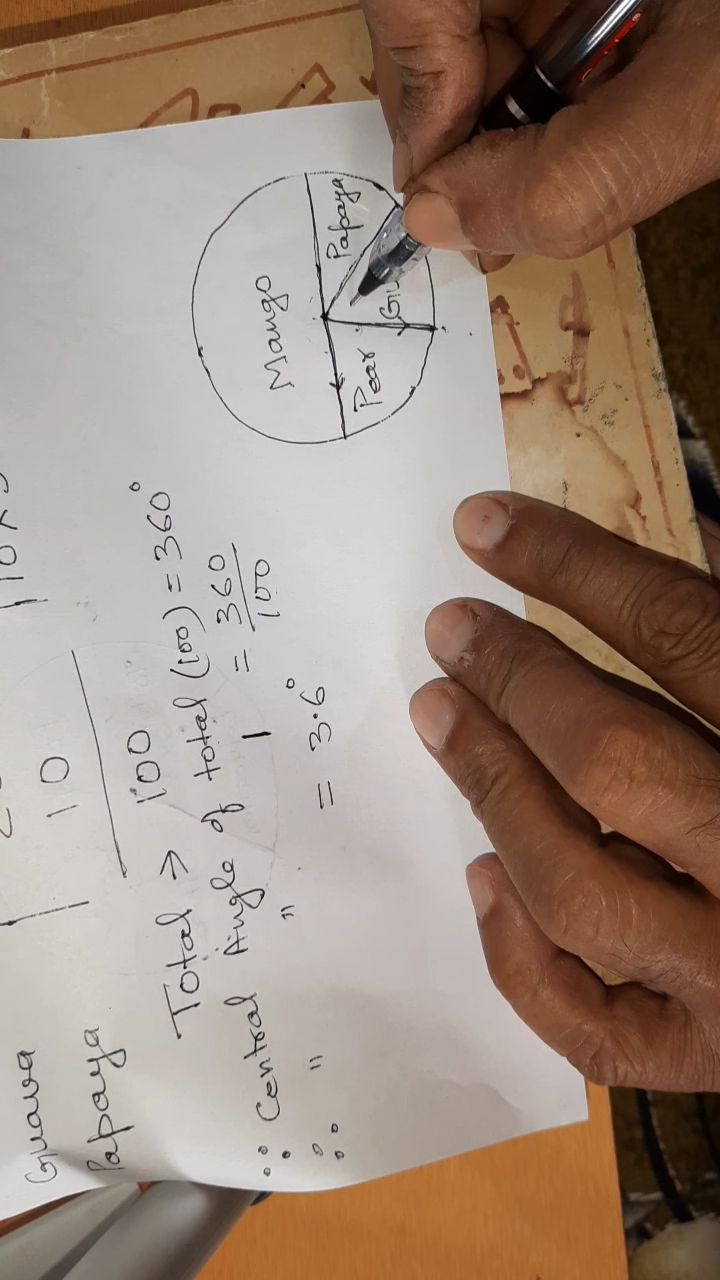 Guava
Papaya 10
Total > 100
∴ Central Angle of total (100) = 360°
∴ " " 1 = 360/100
= 3.6°
Mango
Papaya
Pear